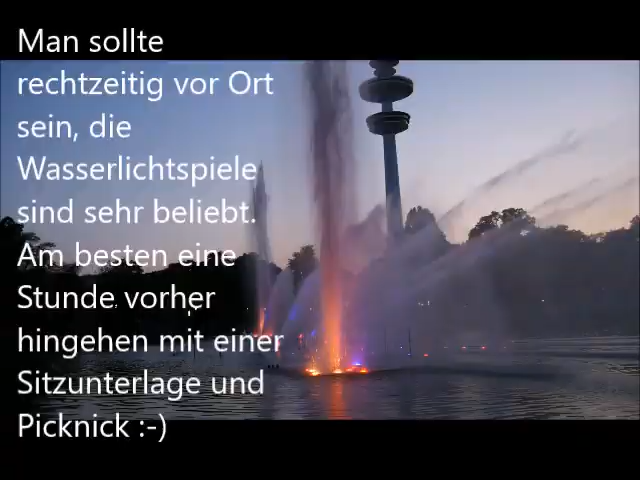 Man sollte
rechtzeitig vor Ort
sein, die
Wasserlichtspiele
sind sehr beliebt.
Am besten eine
Stunde vorher
hingehen mit einer
Sitzunterlage und
Picknick :-)